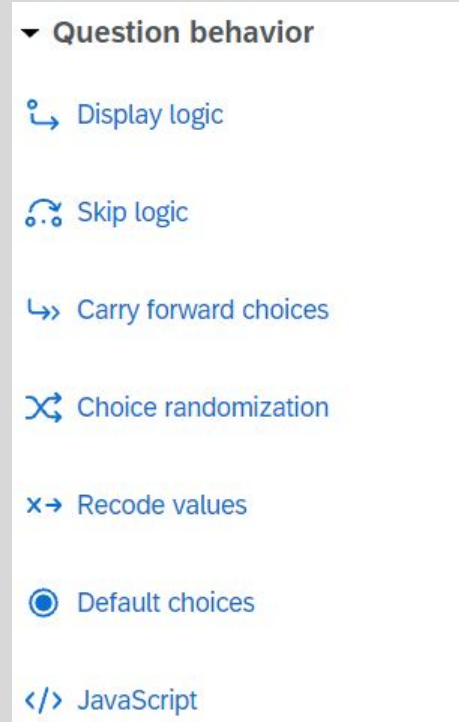 Question behavior
Display logic
Skip logic
Carry forward choices
Choice randomization
Recode values
Default choices
JavaScript